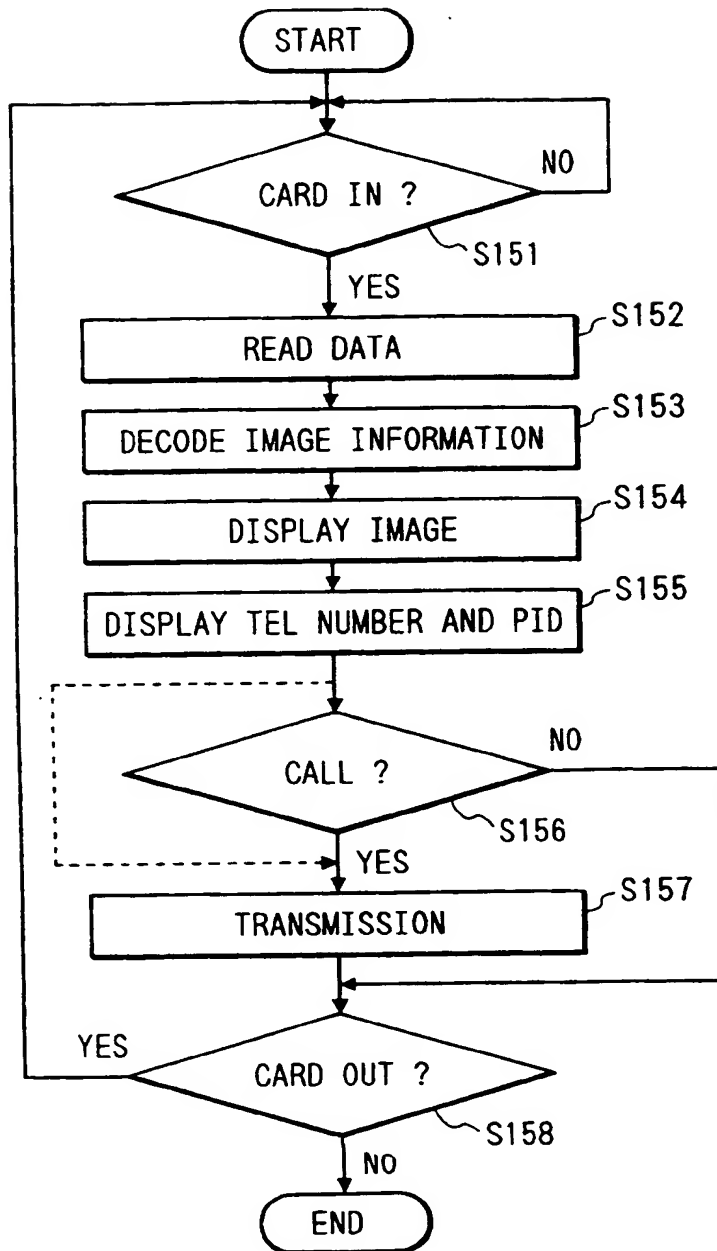 START
CARD IN ?
NO
S151
YES
S152
READ DATA
S153
DECODE IMAGE INFORMATION
S154
DISPLAY IMAGE
S155
DISPLAY TEL NUMBER AND PID
NO
CALL ?
S156
YES
S157
TRANSMISSION
YES
CARD OUT ?
S158
NO
END